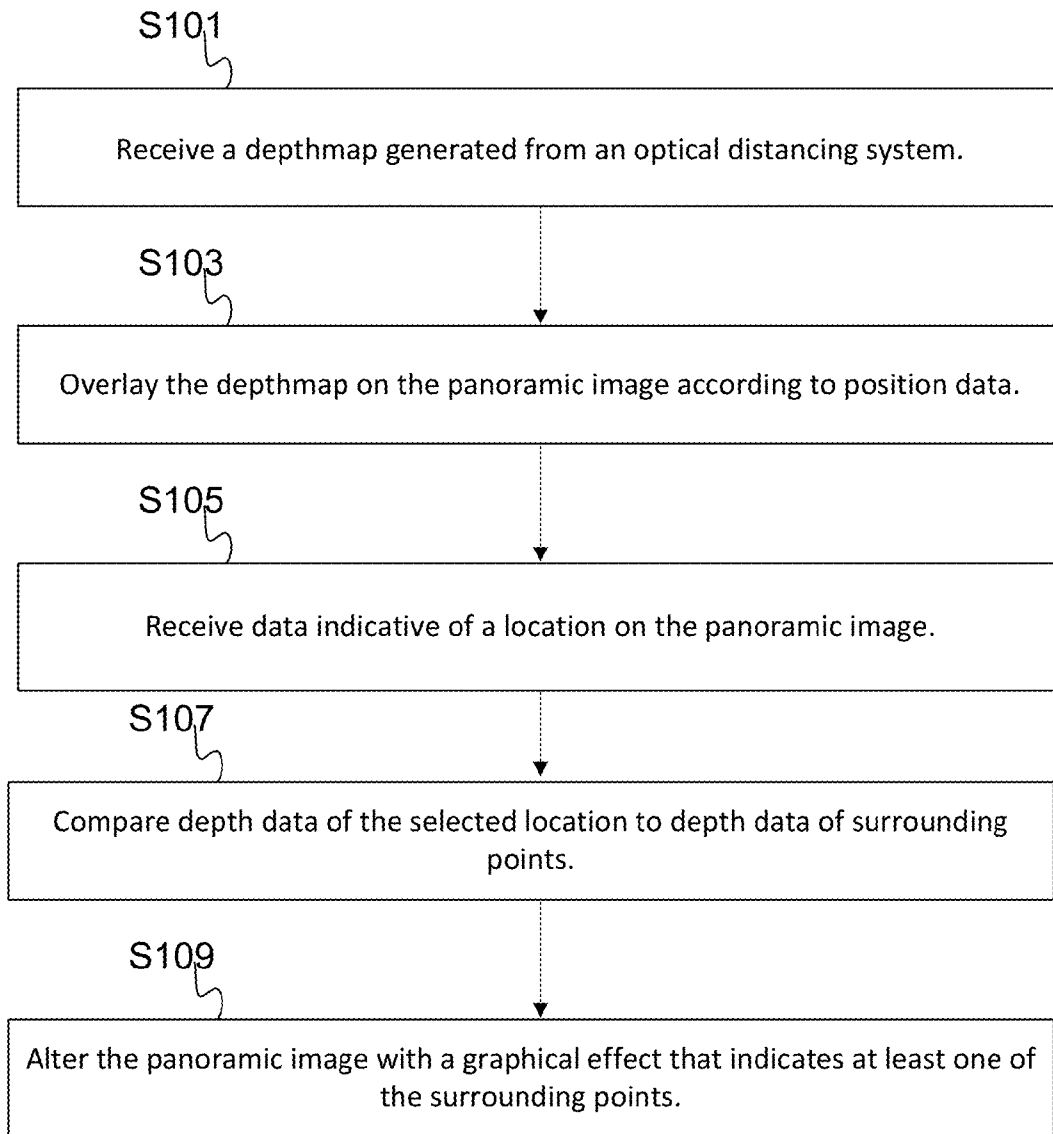 S101
Receive a depthmap generated from an optical distancing system.
S103
Overlay the depthmap on the panoramic image according to position data.
S105
Receive data indicative of a location on the panoramic image.
S107
Compare depth data of the selected location to depth data of surrounding
points.
S109
Alter the panoramic image with a graphical effect that indicates at least one of
the surrounding points.